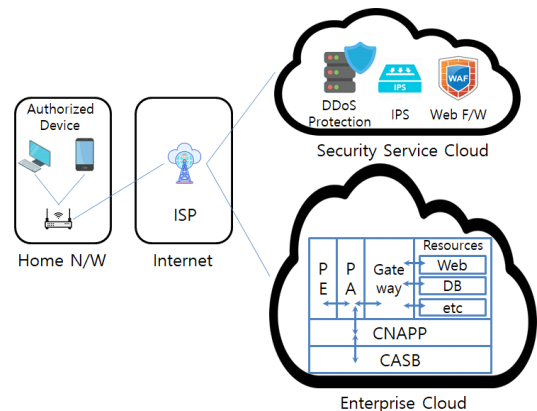 Authorized
Device
Home N/W
ISP
Internet
DDoS
Protection
IPS
IPS
WAF
Web F/W
Security Service Cloud
P
E
P
A
Gate
way
Resources
Web
DB
etc
CNAPP
CASB
Enterprise Cloud